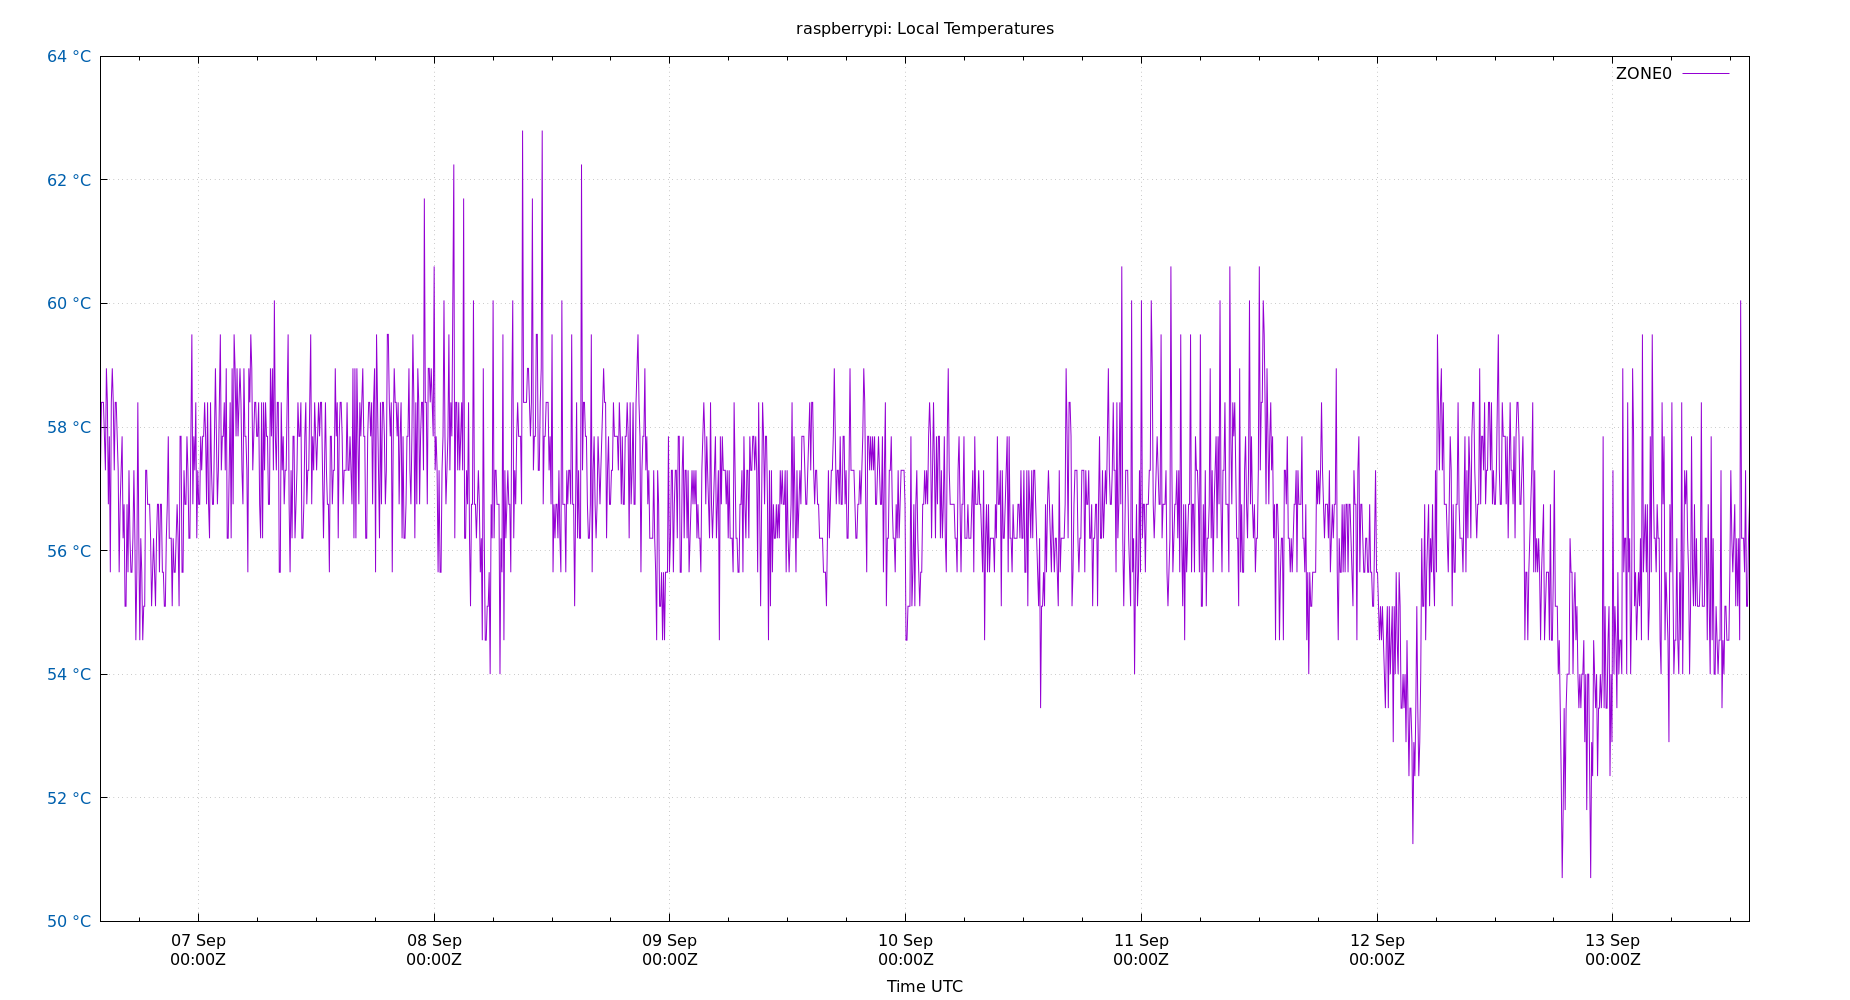 raspberrypi: Local Temperatures
64 °C
ZONE0
62 °C
60 °C
58 °C
56 °C
54 °C
52 °C
50 °C
07 Sep 08 Sep 09 Sep 10 Sep 11 Sep 12 Sep 13 Sep
00:00Z 00:00Z 00:00Z 00:00Z 00:00Z 00:00Z 00:00Z
Time UTC